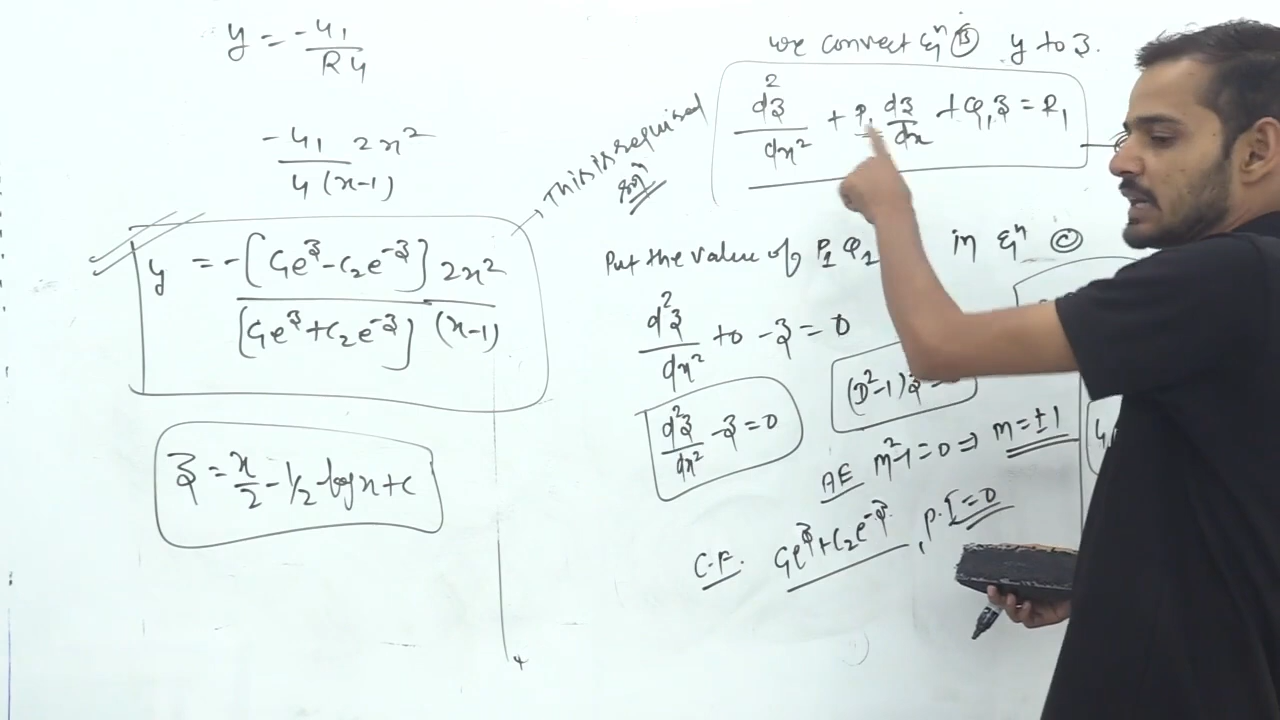 y = -u₁ / R u
-u₁ 2x² / u (x-1)
y = -[C₁e^z - C₂e^-z] 2x² / [C₁e^z + C₂e^-z] (x-1)
This is required solⁿ
z = x/2 - 1/2 log x + c
we convert Eqⁿ Ⓑ y to z.
d²z/dx² + P₁ dz/dx + Q₁z = R₁
Put the value of P₁ Q₂ in Eqⁿ Ⓒ
d²z/dx² + 0 - z = 0
d²z/dx² - z = 0
(D²-1)z =
AE m²-1=0 ⇒ m=±1
C.F. C₁e^z + C₂e^-z, P.I=0